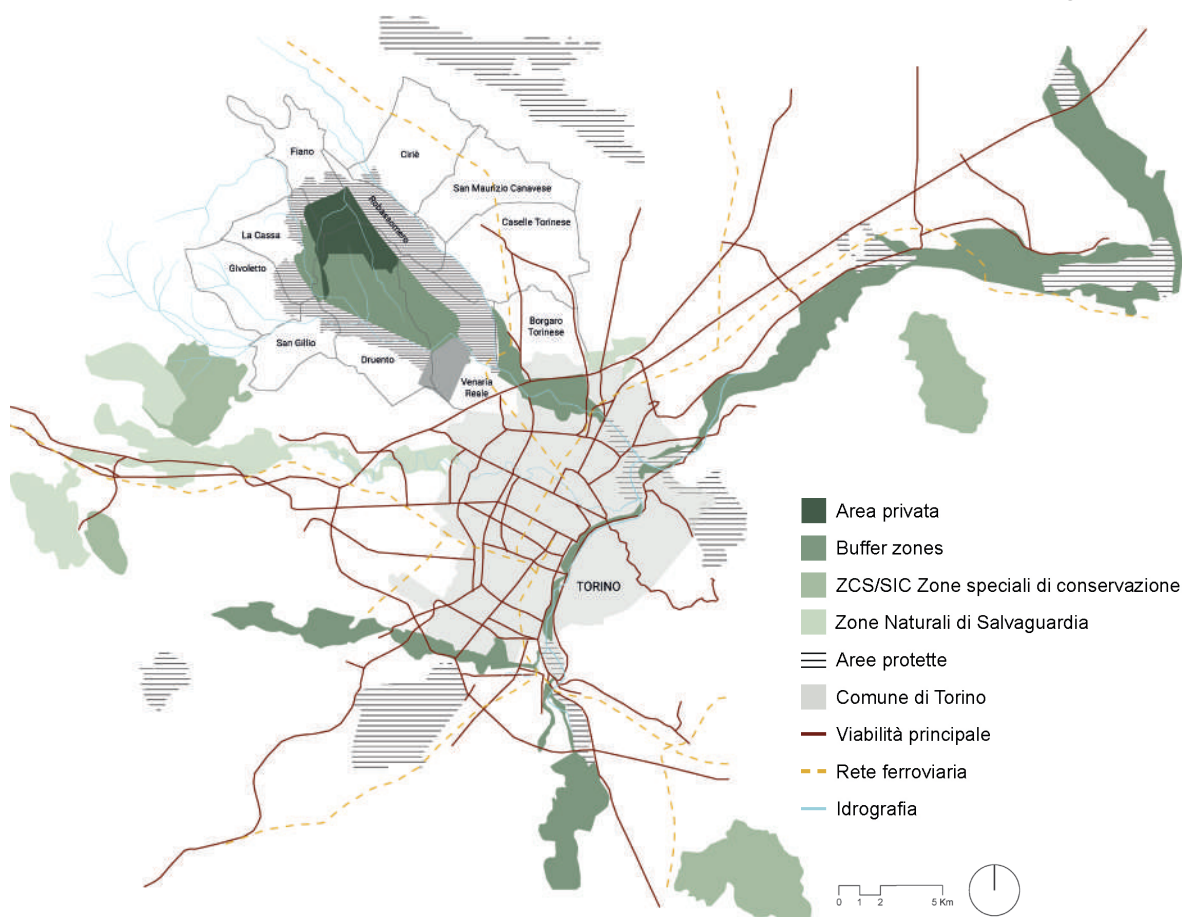 Fiano
Ciriè
San Maurizio Canavese
Robassomero
Caselle Torinese
La Cassa
Givoletto
Borgaro
Torinese
San Gillio
Druento
Venaria
Reale
TORINO
Area privata
Buffer zones
ZCS/SIC Zone speciali di conservazione
Zone Naturali di Salvaguardia
Aree protette
Comune di Torino
Viabilità principale
Rete ferroviaria
Idrografia
0 1 2 5 Km